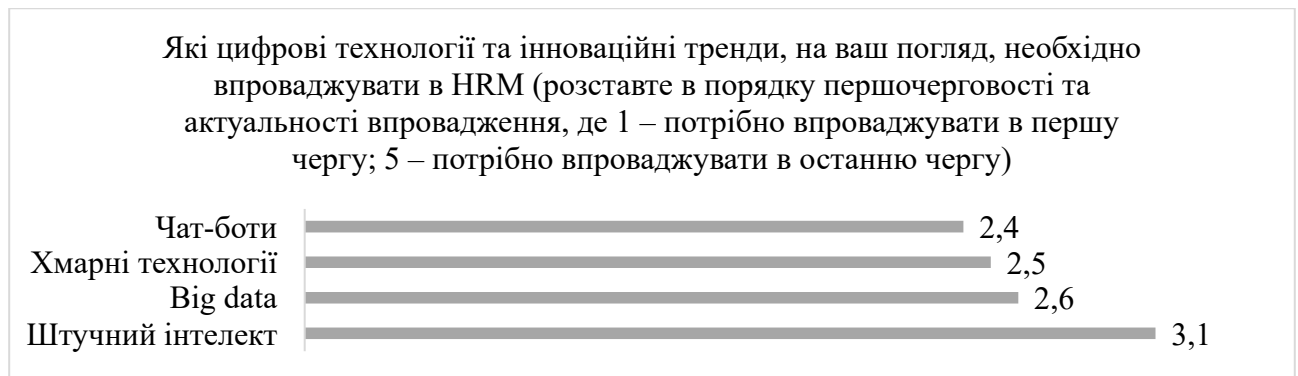 Які цифрові технології та інноваційні тренди, на ваш погляд, необхідно
впроваджувати в HRM (розставте в порядку першочерговості та
актуальності впровадження, де 1 – потрібно впроваджувати в першу
чергу; 5 – потрібно впроваджувати в останню чергу)
Чат-боти 2,4
Хмарні технології 2,5
Big data 2,6
Штучний інтелект 3,1